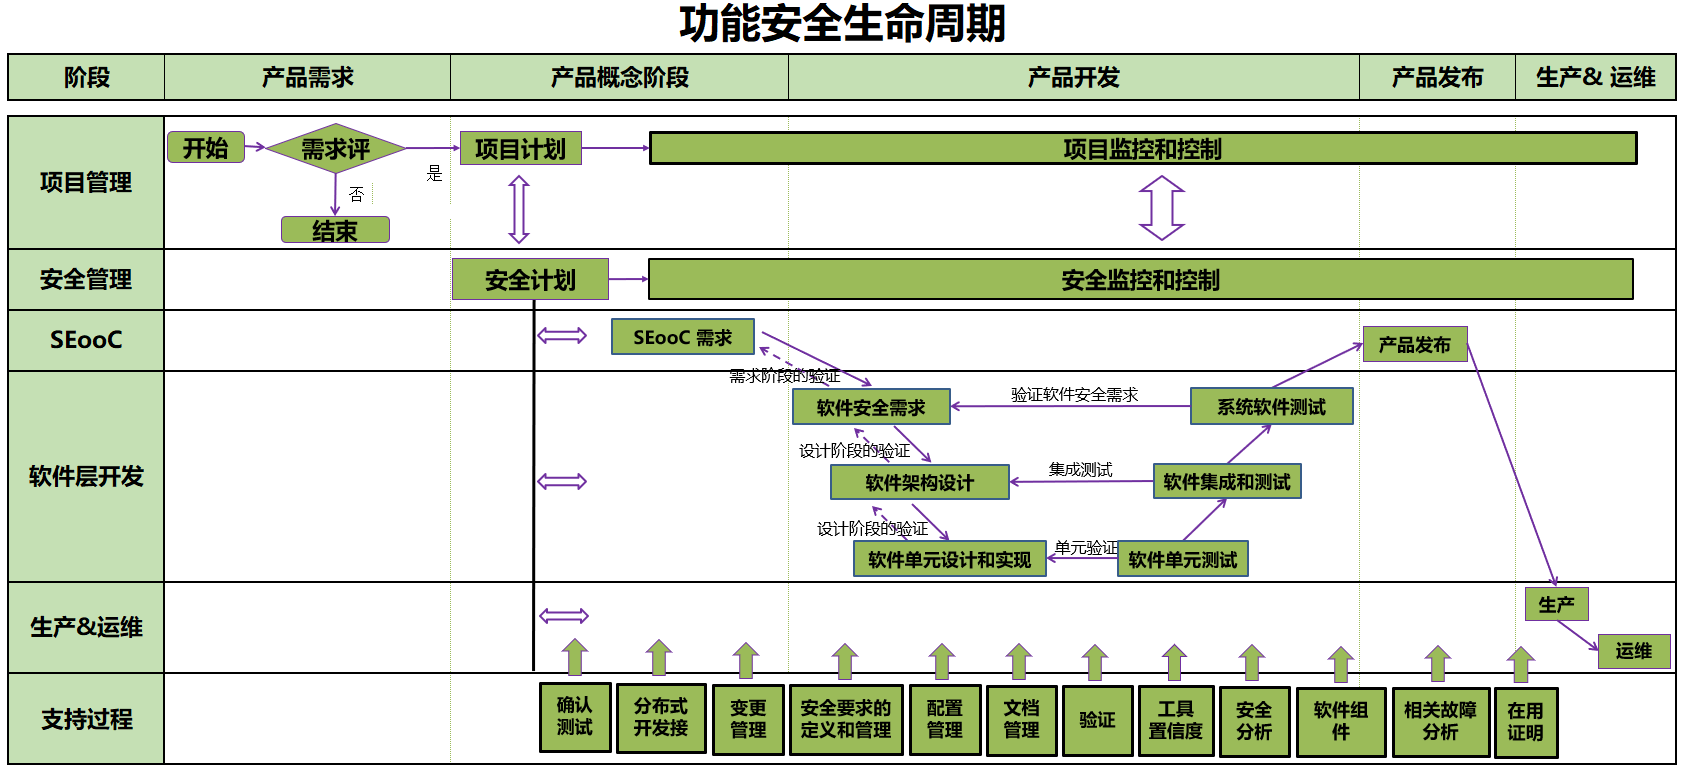 功能安全生命周期
阶段
产品需求
产品概念阶段
产品开发
产品发布
生产& 运维
项目管理
开始
需求评
是
否
结束
项目计划
项目监控和控制
安全管理
安全计划
安全监控和控制
SEooC
SEooC 需求
产品发布
需求阶段的验证
软件层开发
软件安全需求
验证软件安全需求
系统软件测试
设计阶段的验证
软件架构设计
集成测试
软件集成和测试
设计阶段的验证
软件单元设计和实现
单元验证
软件单元测试
生产&运维
生产
运维
支持过程
确认
测试
分布式
开发接
变更
管理
安全要求的
定义和管理
配置
管理
文档
管理
验证
工具
置信度
安全
分析
软件组
件
相关故障
分析
在用
证明